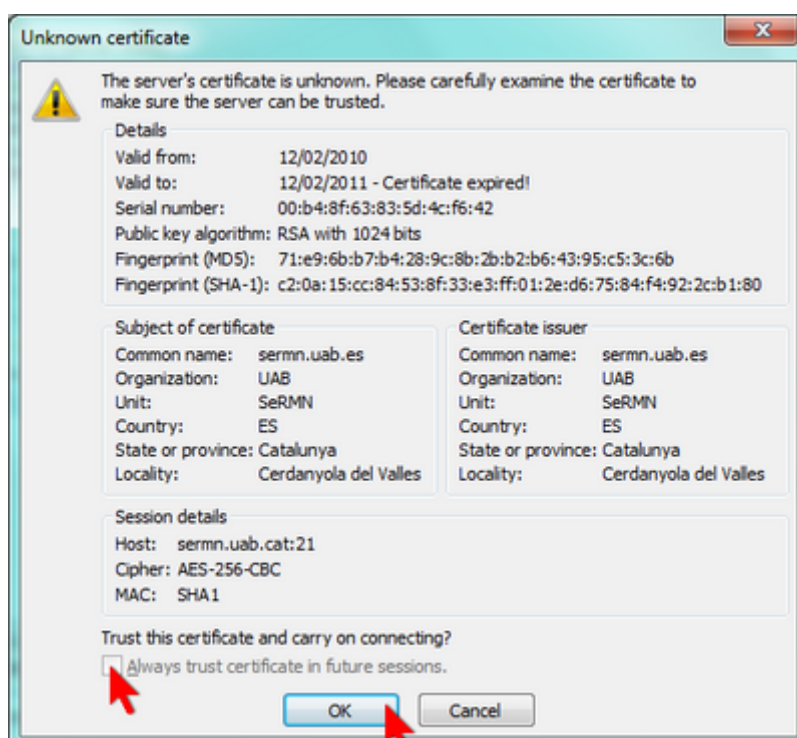 Unknown certificate
The server's certificate is unknown. Please carefully examine the certificate to
make sure the server can be trusted.
Details
Valid from: 12/02/2010
Valid to: 12/02/2011 - Certificate expired!
Serial number: 00:b4:8f:63:83:5d:4c:f6:42
Public key algorithm: RSA with 1024 bits
Fingerprint (MD5): 71:e9:6b:b7:b4:28:9c:8b:2b:b2:b6:43:95:c5:3c:6b
Fingerprint (SHA-1): c2:0a:15:cc:84:53:8f:33:e3:ff:01:2e:d6:75:84:f4:92:2c:b1:80
Subject of certificate
Common name: sermn.uab.es
Organization: UAB
Unit: SeRMN
Country: ES
State or province: Catalunya
Locality: Cerdanyola del Valles
Certificate issuer
Common name: sermn.uab.es
Organization: UAB
Unit: SeRMN
Country: ES
State or province: Catalunya
Locality: Cerdanyola del Valles
Session details
Host: sermn.uab.cat:21
Cipher: AES-256-CBC
MAC: SHA1
Trust this certificate and carry on connecting?
Always trust certificate in future sessions.
OK
Cancel